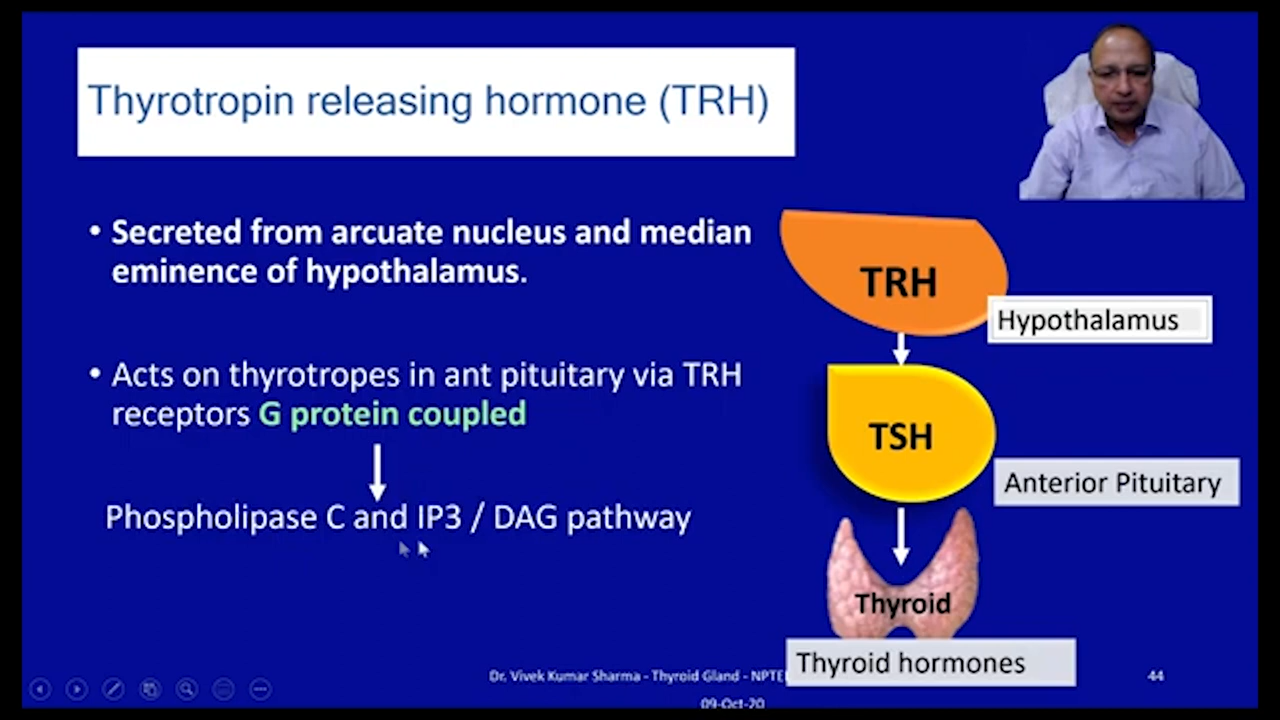 Thyrotropin releasing hormone (TRH)
• Secreted from arcuate nucleus and median
eminence of hypothalamus.
• Acts on thyrotropes in ant pituitary via TRH
receptors G protein coupled
Phospholipase C and IP3 / DAG pathway
TRH
Hypothalamus
TSH
Anterior Pituitary
Thyroid
Thyroid hormones
Dr. Vivek Kumar Sharma - Thyroid Gland - NPTE
09-Oct-20
44